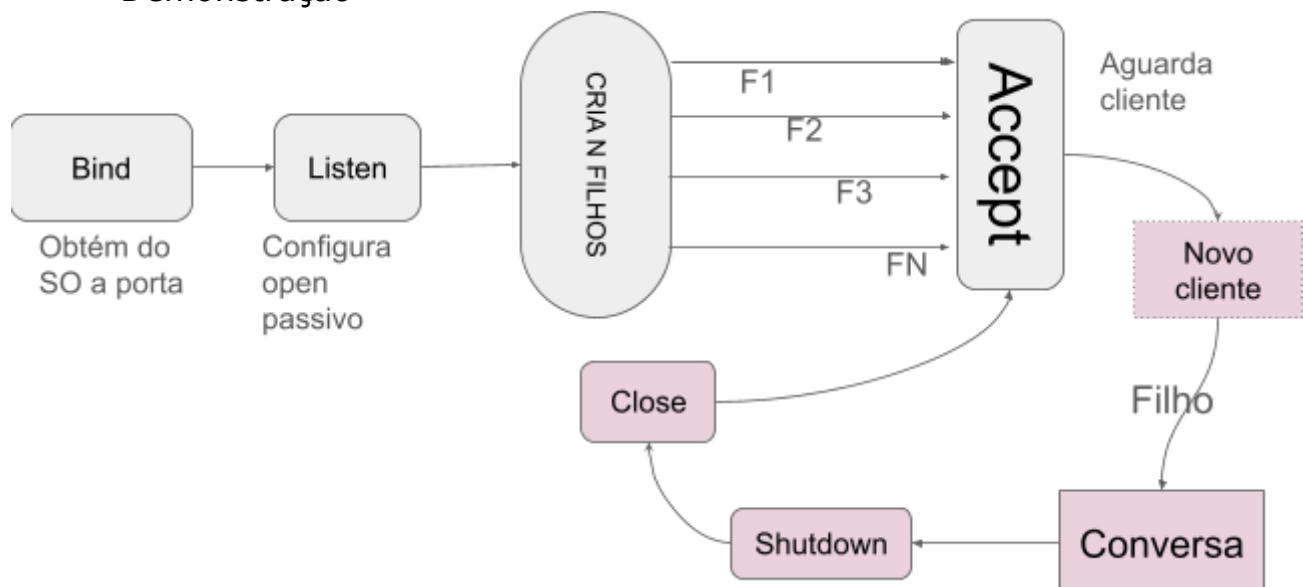 Demonstração
Bind
Obtém do
SO a porta
Listen
Configura
open
passivo
CRIA N FILHOS
F1
F2
F3
FN
Accept
Aguarda
cliente
Novo
cliente
Filho
Conversa
Shutdown
Close